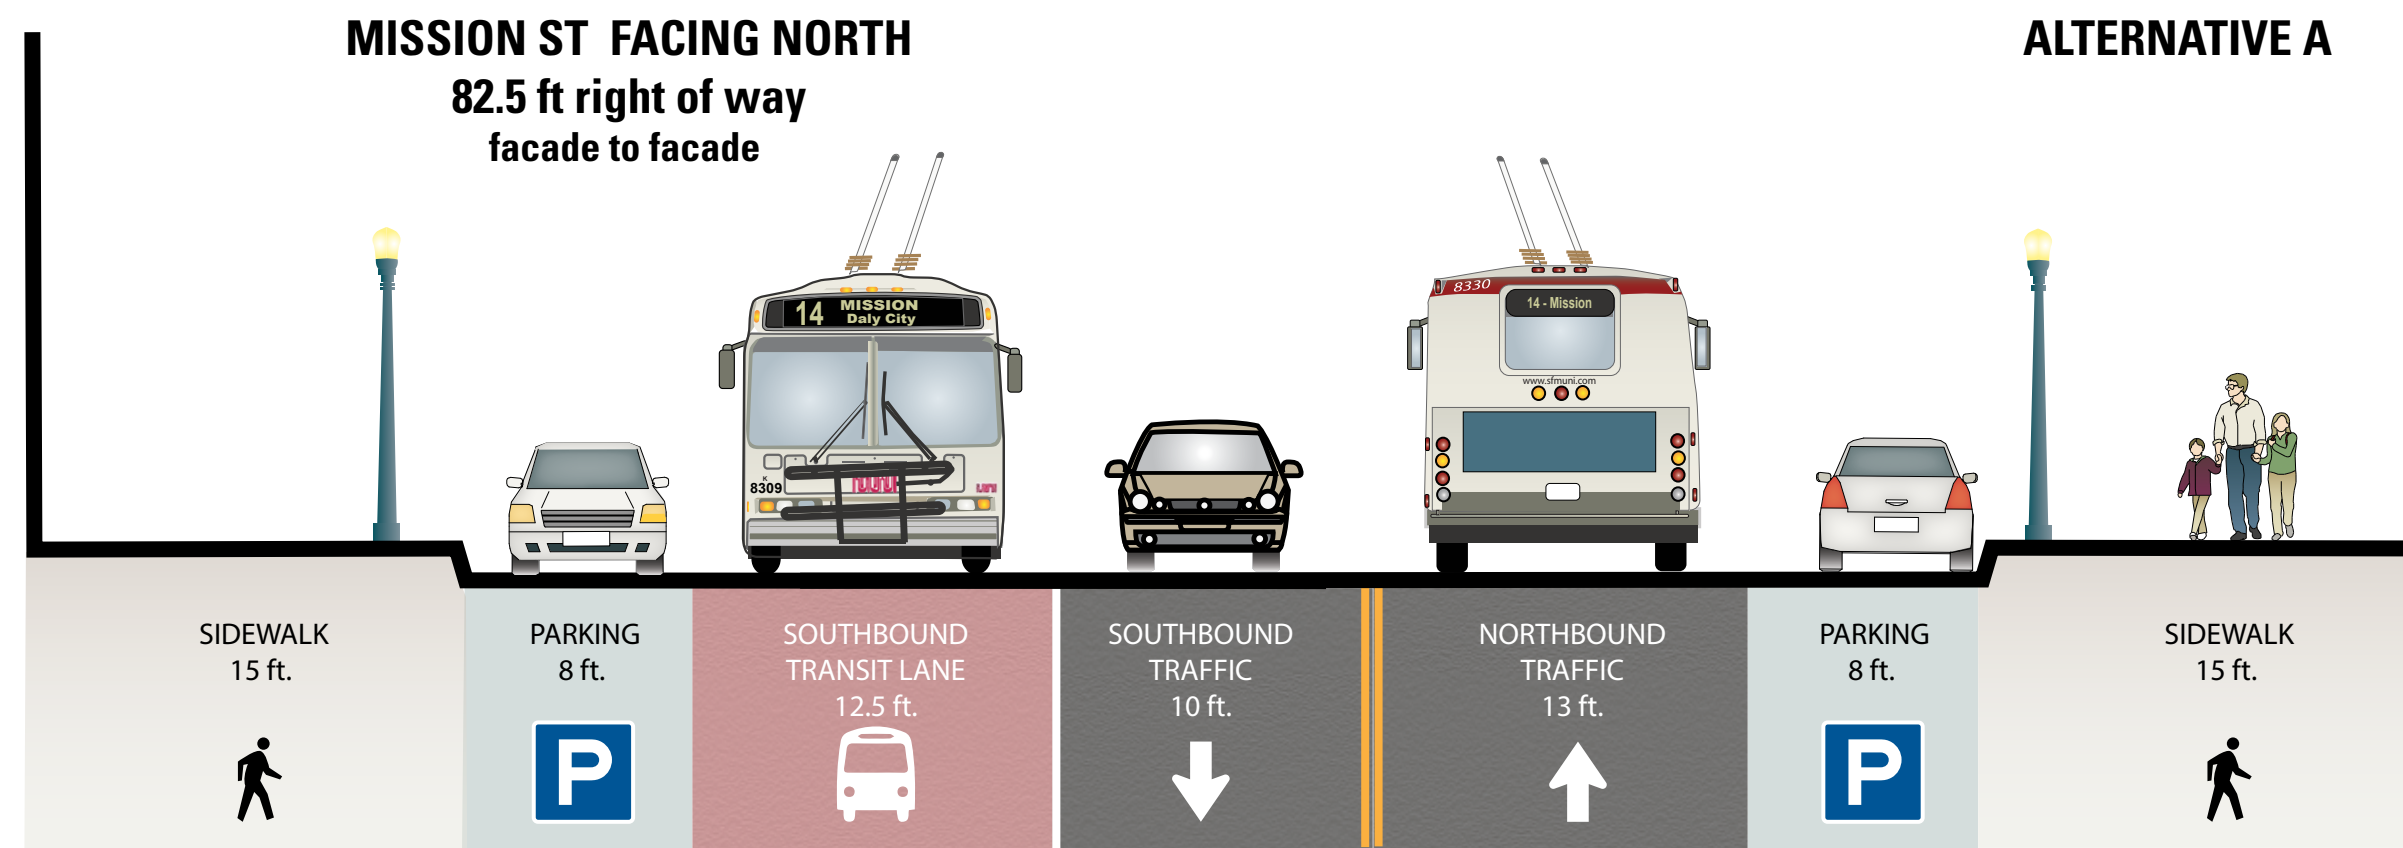 MISSION ST FACING NORTH
82.5 ft right of way
facade to facade
ALTERNATIVE A
14 MISSION
Daly City
K
8309
muni
8330
14 - Mission
www.sfmuni.com
SIDEWALK
15 ft.
PARKING
8 ft.
P
SOUTHBOUND
TRANSIT LANE
12.5 ft.
SOUTHBOUND
TRAFFIC
10 ft.
NORTHBOUND
TRAFFIC
13 ft.
PARKING
8 ft.
P
SIDEWALK
15 ft.